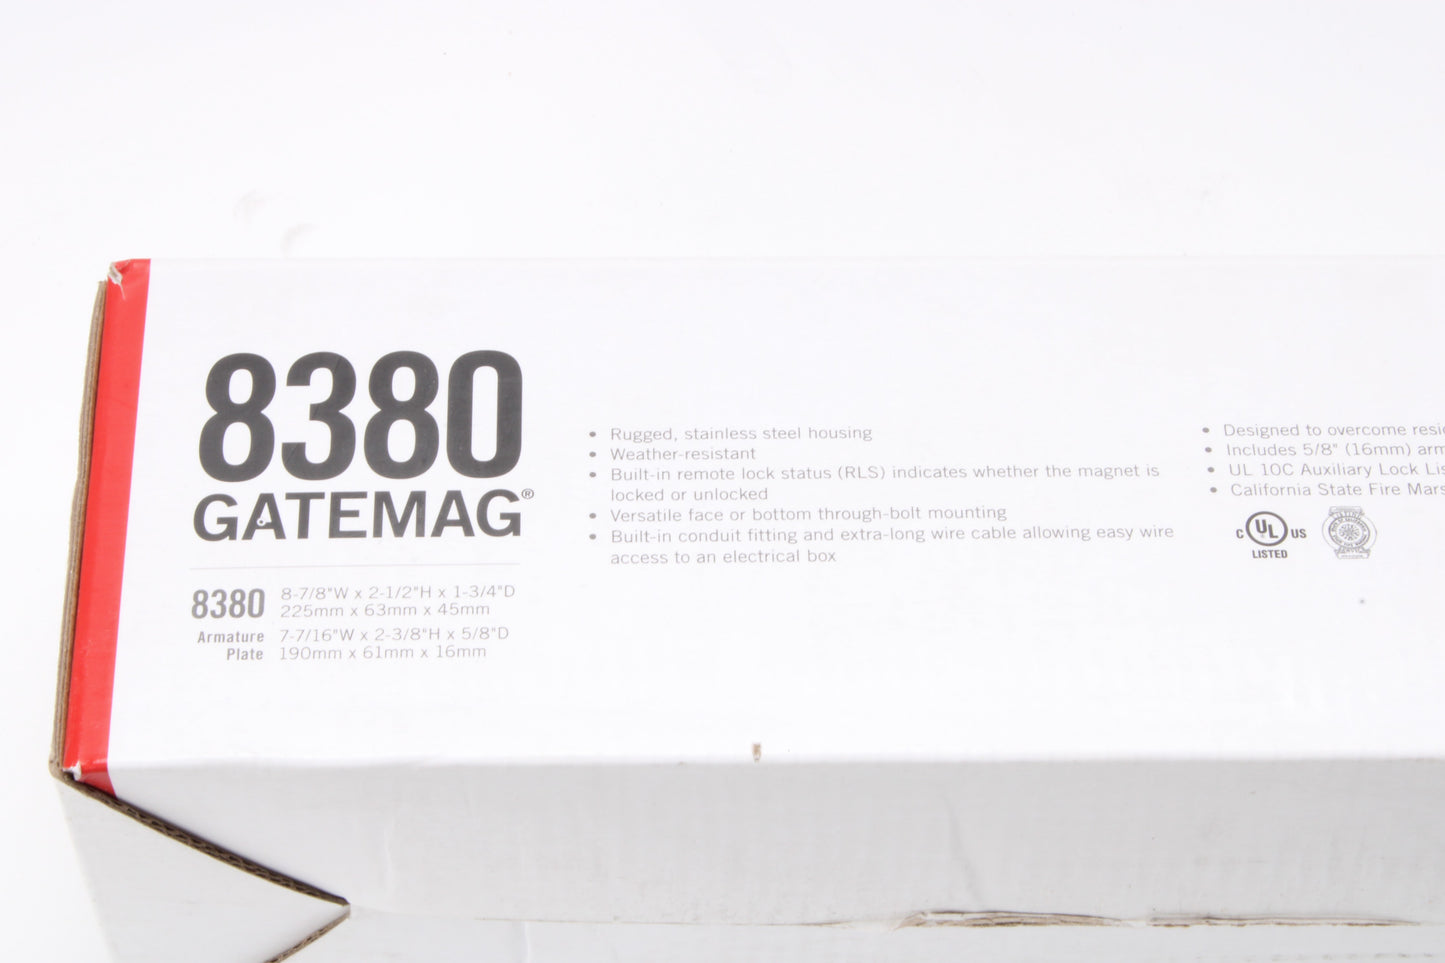 8380
GATEMAG®
8380 8-7/8"W x 2-1/2"H x 1-3/4"D
225mm x 63mm x 45mm
Armature 7-7/16"W x 2-3/8"H x 5/8"D
Plate 190mm x 61mm x 16mm
• Rugged, stainless steel housing
• Weather-resistant
• Built-in remote lock status (RLS) indicates whether the magnet is
locked or unlocked
• Versatile face or bottom through-bolt mounting
• Built-in conduit fitting and extra-long wire cable allowing easy wire
access to an electrical box
• Designed to overcome
• Includes 5/8" (16mm)
• UL 10C Auxiliary Lock
• California State Fire
C UL US
LISTED